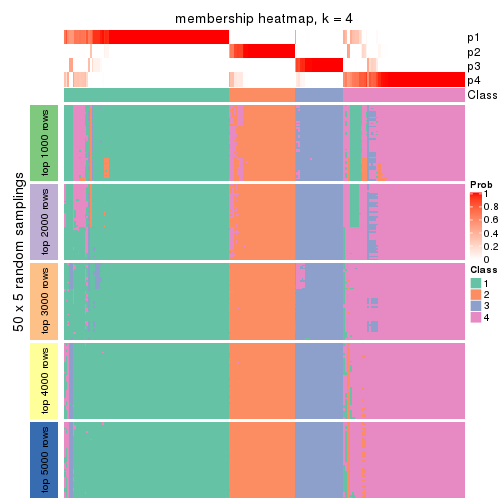 membership heatmap, k = 4
p1
p2
p3
p4
Class
50 x 5 random samplings
top 1000 rows
top 2000 rows
top 3000 rows
top 4000 rows
top 5000 rows
Prob
1
0.8
0.6
0.4
0.2
0
Class
1
2
3
4